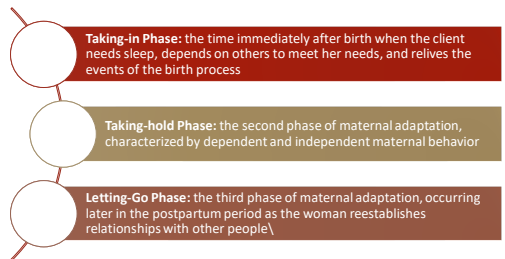 Taking-in Phase: the time immediately after birth when the client
needs sleep, depends on others to meet her needs, and relives the
events of the birth process
Taking-hold Phase: the second phase of maternal adaptation,
characterized by dependent and independent maternal behavior
Letting-Go Phase: the third phase of maternal adaptation, occurring
later in the postpartum period as the woman reestablishes
relationships with other people\